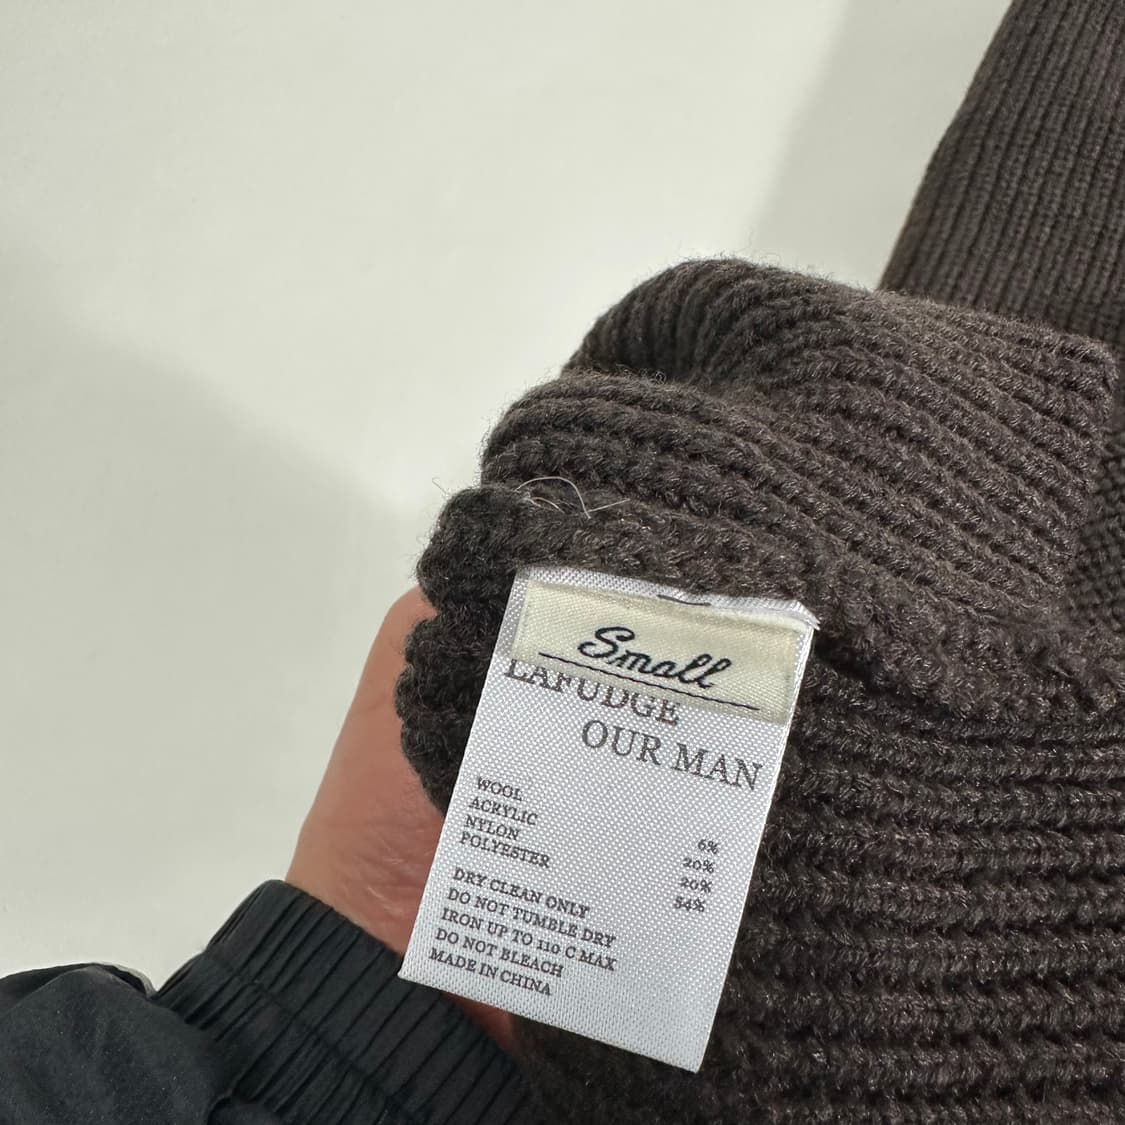 Small
LAFUDGE
OUR MAN
WOOL 6%
ACRYLIC 20%
NYLON 20%
POLYESTER 54%
DRY CLEAN ONLY
DO NOT TUMBLE DRY
IRON UP TO 110 C MAX
DO NOT BLEACH
MADE IN CHINA